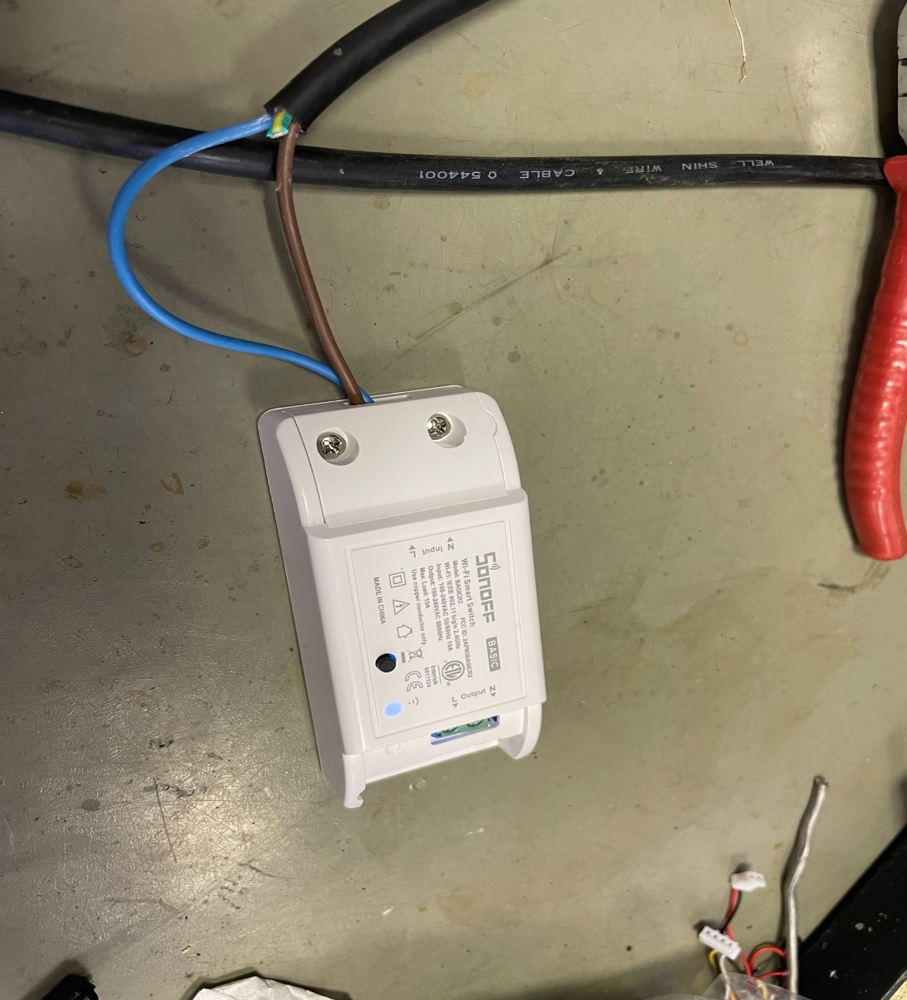 WELL SHIN WIRE & CABLE 0544001
SONOFF BASIC
Wi-Fi Smart Switch
Model: BASICR2 FCC ID: 2APN5BASICR2
Wi-Fi: IEEE 802.11 b/g/n 2.4GHz
Input: 100-240VAC 50/60Hz 10A
Output: 100-240VAC 50/60Hz
Max. Load: 10A
Use copper conductor only
MADE IN CHINA
N
Input
L
Intertek
5017124
CE
N
Output
L